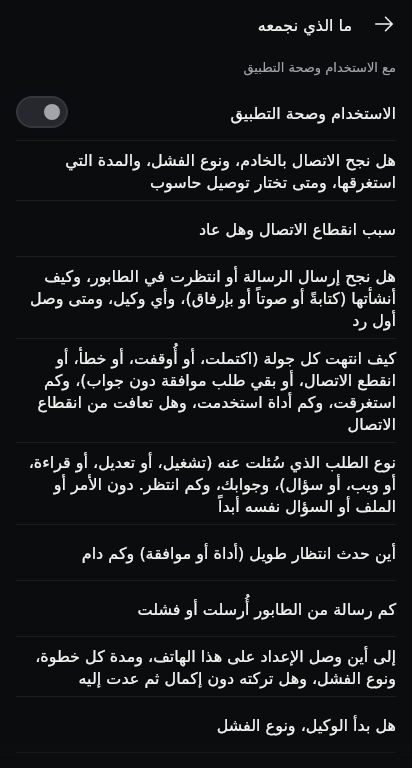 ما الذي نجمعه
مع الاستخدام وصحة التطبيق
الاستخدام وصحة التطبيق
هل نجح الاتصال بالخادم، ونوع الفشل، والمدة التي
استغرقها، ومتى تختار توصيل حاسوب
سبب انقطاع الاتصال وهل عاد
هل نجح إرسال الرسالة أو انتظرت في الطابور، وكيف
أنشأتها (كتابةً أو صوتاً أو بإرفاق)، وأي وكيل، ومتى وصل
أول رد
كيف انتهت كل جولة (اكتملت، أو أُوقفت، أو خطأ، أو
انقطع الاتصال، أو بقي طلب موافقة دون جواب)، وكم
استغرقت، وكم أداة استخدمت، وهل تعافت من انقطاع
الاتصال
نوع الطلب الذي سُئلت عنه (تشغيل، أو تعديل، أو قراءة،
أو ويب، أو سؤال)، وجوابك، وكم انتظر. دون الأمر أو
الملف أو السؤال نفسه أبداً
أين حدث انتظار طويل (أداة أو موافقة) وكم دام
كم رسالة من الطابور أُرسلت أو فشلت
إلى أين وصل الإعداد على هذا الهاتف، ومدة كل خطوة،
ونوع الفشل، وهل تركته دون إكمال ثم عدت إليه
هل بدأ الوكيل، ونوع الفشل